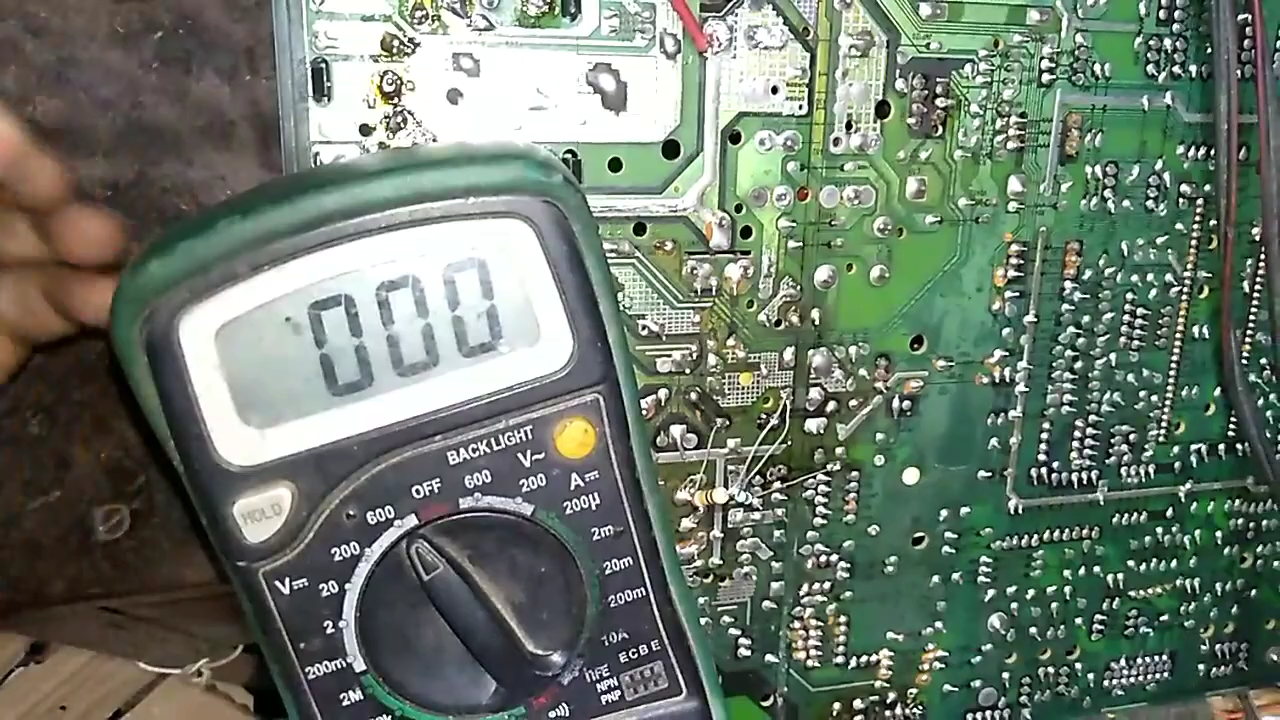 000
BACK LIGHT
HOLD
OFF
600
V~
200
A⎓
200µ
2m
20m
200m
10A
hFE
NPN
PNP
E C B E
600
200
V⎓
20
2
200m
2M